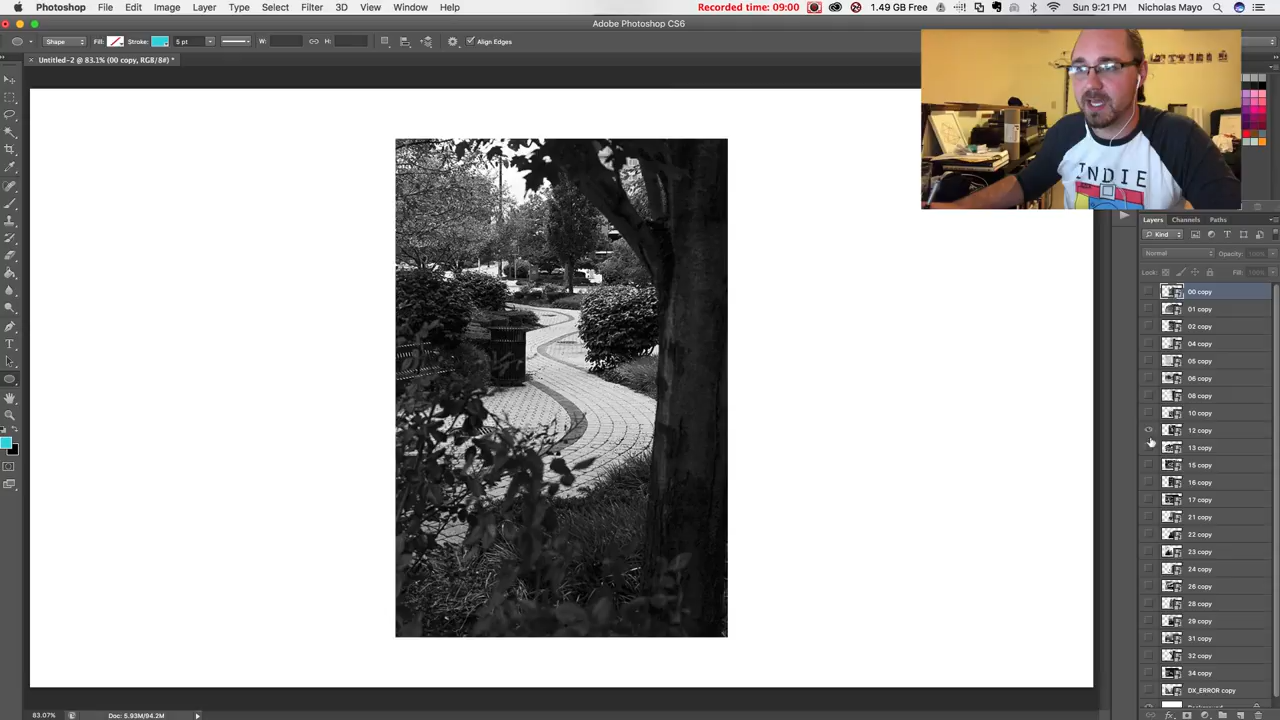 Photoshop File Edit Image Layer Type Select Filter 3D View Window Help Recorded time: 09:00 1.49 GB Free Sun 9:21 PM Nicholas Mayo
Adobe Photoshop CS6
Shape Fill: Stroke: 5 pt W: H: Align Edges
× Untitled-2 @ 83.1% (00 copy, RGB/8#) *
INDIE
Layers Channels Paths
Kind
Normal Opacity: 100%
Lock: Fill: 100%
00 copy
01 copy
02 copy
04 copy
05 copy
06 copy
08 copy
10 copy
12 copy
13 copy
15 copy
16 copy
17 copy
21 copy
22 copy
23 copy
24 copy
26 copy
28 copy
29 copy
31 copy
32 copy
34 copy
DX_ERROR copy
Background
83.07% Doc: 5.93M/94.2M